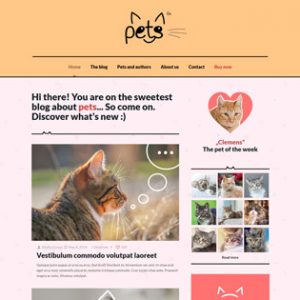 pets
Home The blog Pets and authors About us Contact Buy now
Hi there! You are on the sweetest
blog about pets... So come on.
Discover what's new :)
„Clemens"
The pet of the week
Vestibulum commodo volutpat laoreet
Read more